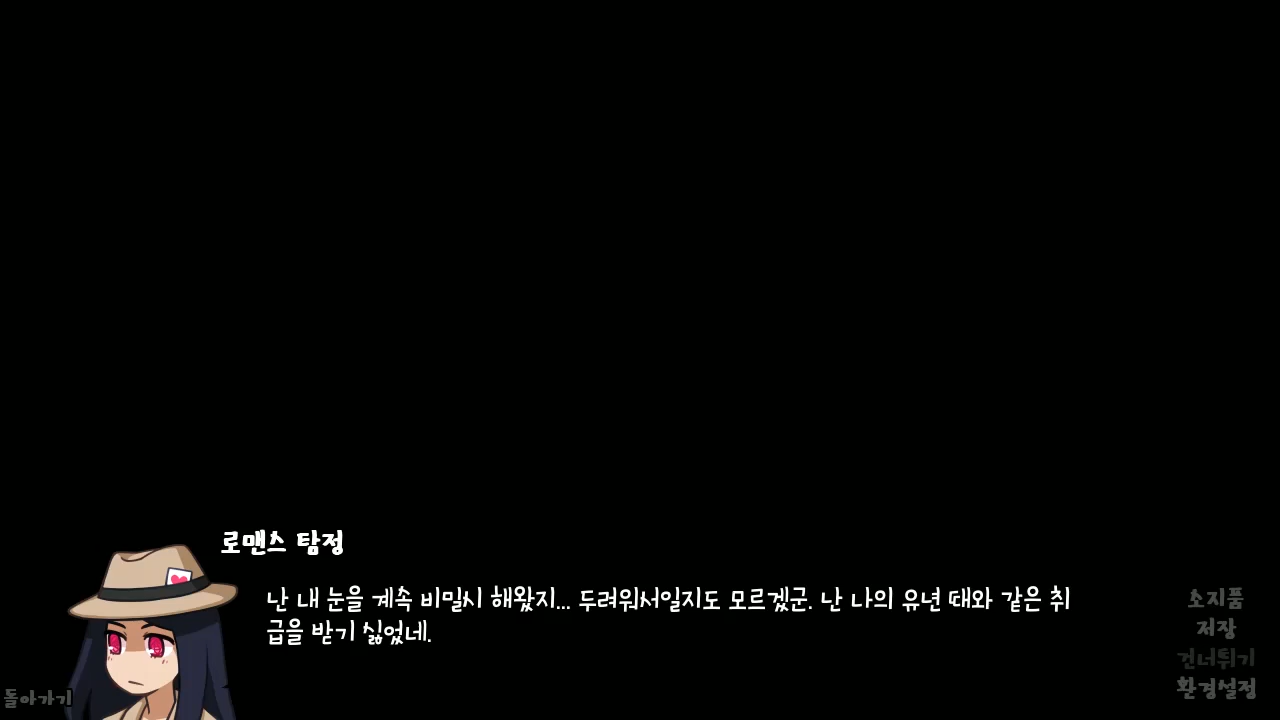 로맨스 탐정
난 내 눈을 계속 비밀시 해왔지... 두려워서일지도 모르겠군. 난 나의 유년 때와 같은 취
급을 받기 싫었네.
소지품
저장
건너뛰기
환경설정
돌아가기